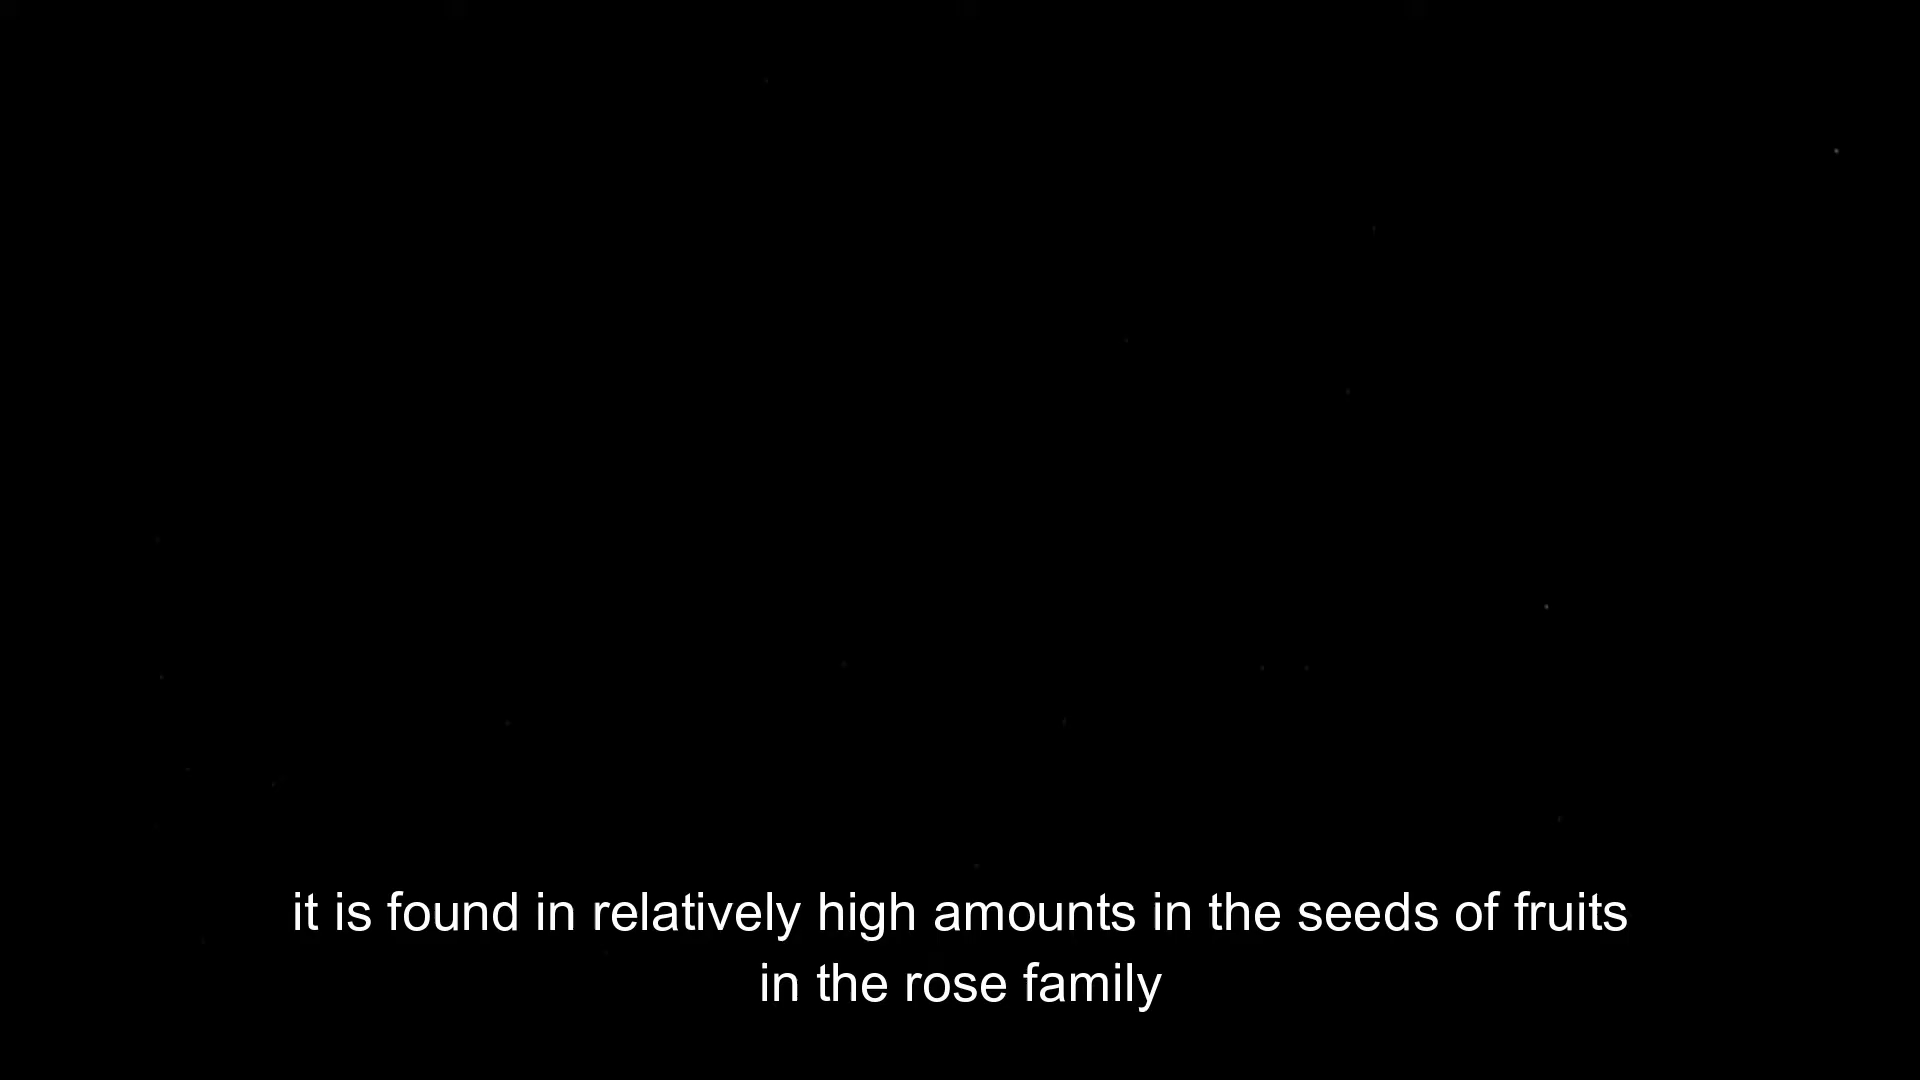 it is found in relatively high amounts in the seeds of fruits
in the rose family